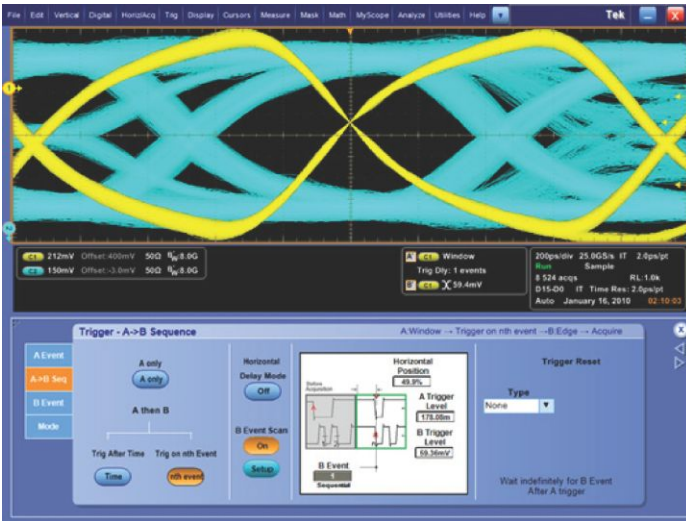 File Edit Vertical Digital Horiz/Acq Trig Display Cursors Measure Mask Math MyScope Analyze Utilities Help Tek
1
C1 212mV Offset:400mV 50Ω BW:8.0G
C2 150mV Offset:-3.0mV 50Ω BW:8.0G
A' C1 Window
Trig Dly: 1 events
B' C1 59.4mV
200ps/div 25.0GS/s IT 2.0ps/pt
Run Sample
8 524 acqs RL:1.0k
D15-D0 IT Time Res: 2.0ps/pt
Auto January 16, 2010 02:10:03
Trigger - A->B Sequence
A:Window → Trigger on nth event →B:Edge → Acquire
X
A Event
A->B Seq
B Event
Mode
A only
A only
A then B
Trig After Time Trig on nth Event
Time nth event
Horizontal
Delay Mode
Off
B Event Scan
On
Setup
Before
Acquisition
Horizontal
Position
49.9%
A Trigger
Level
178.08m
B Trigger
Level
59.36mV
A
B
B Event
1
Sequential
Trigger Reset
Type
None
Wait indefinitely for B Event
After A trigger